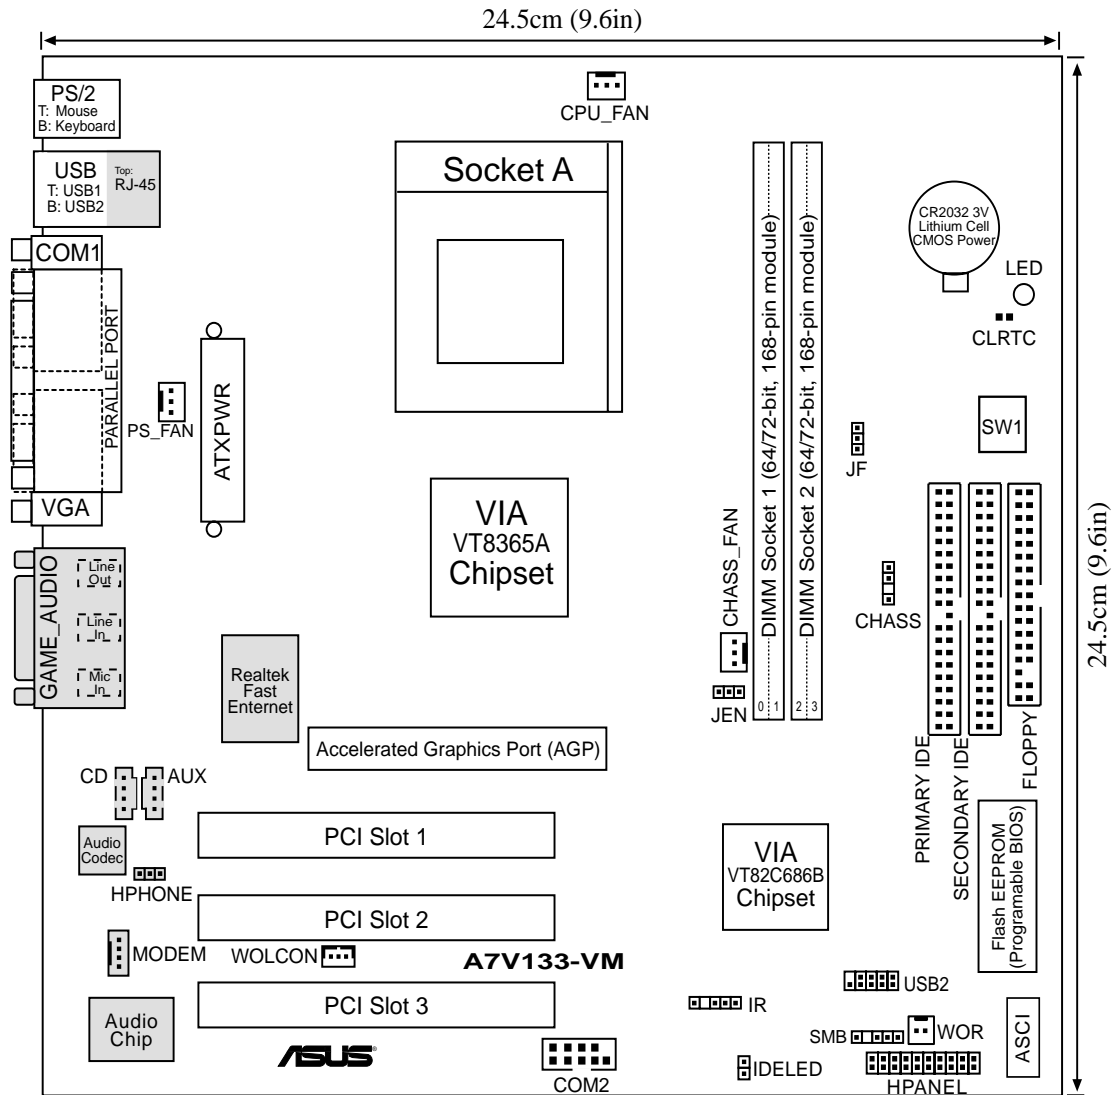 24.5cm (9.6in)
PS/2
T: Mouse
B: Keyboard
CPU_FAN
USB
T: USB1
B: USB2
Top:
RJ-45
Socket A
CR2032 3V
Lithium Cell
CMOS Power
COM1
LED
CLRTC
PARALLEL PORT
PS_FAN
ATXPWR
DIMM Socket 1 (64/72-bit, 168-pin module)
DIMM Socket 2 (64/72-bit, 168-pin module)
SW1
JF
VGA
VIA
VT8365A
Chipset
CHASS_FAN
24.5cm (9.6in)
GAME_AUDIO
Line
Out
Line
In
Mic
In
CHASS
Realtek
Fast
Enternet
JEN
0 1
2 3
PRIMARY IDE
SECONDARY IDE
FLOPPY
Accelerated Graphics Port (AGP)
CD
AUX
PCI Slot 1
Audio
Codec
HPHONE
VIA
VT82C686B
Chipset
Flash EEPROM
(Programable BIOS)
PCI Slot 2
MODEM
WOLCON
A7V133-VM
USB2
PCI Slot 3
IR
Audio
Chip
SMB
WOR
ASCI
ASUS®
COM2
IDELED
HPANEL